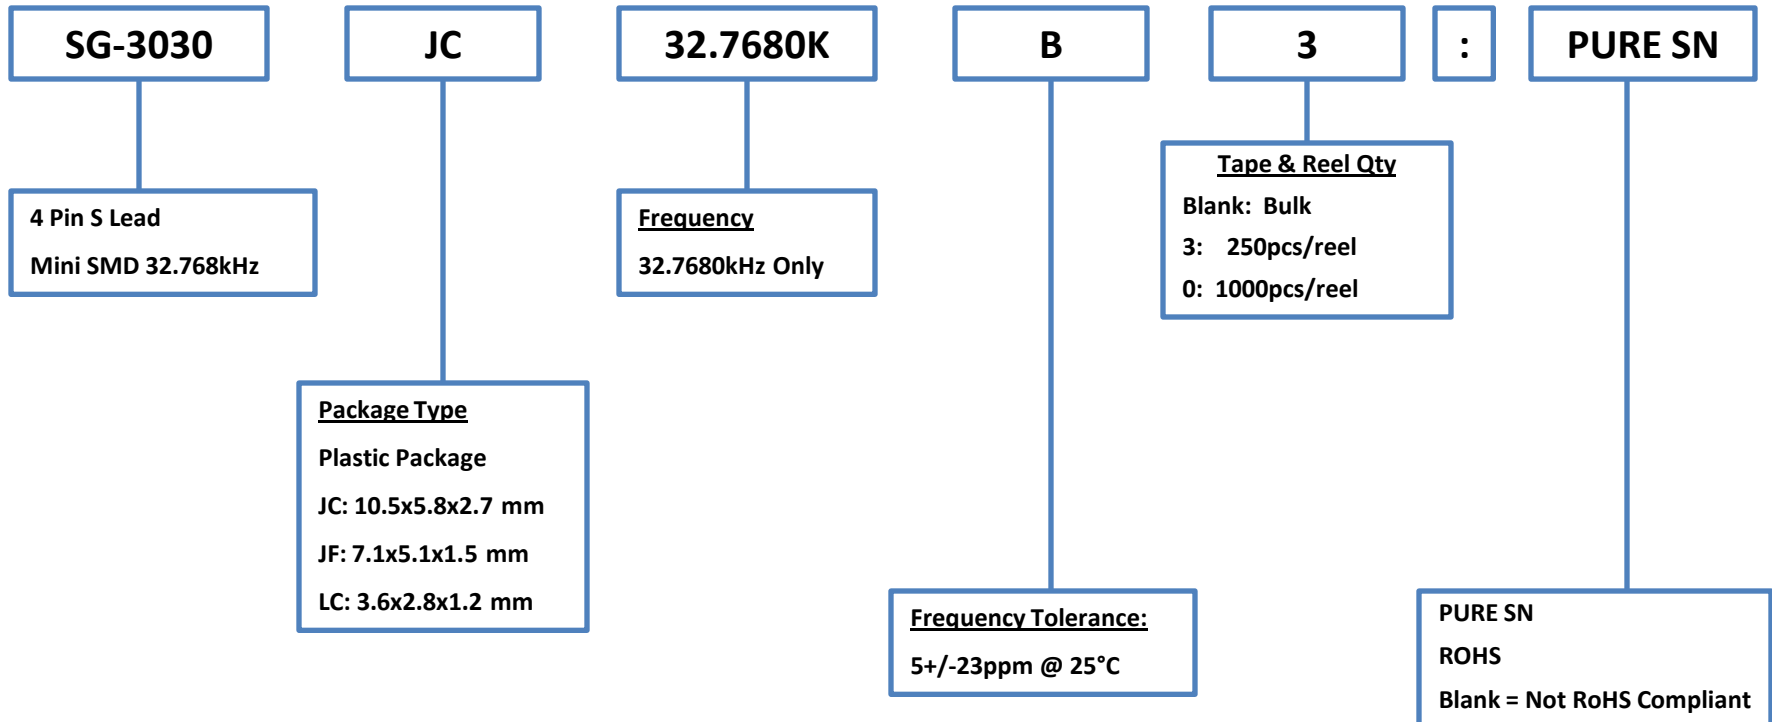 SG-3030
JC
32.7680K
B
3
:
PURE SN
4 Pin S Lead
Mini SMD 32.768kHz
Frequency
32.7680kHz Only
Tape & Reel Qty
Blank: Bulk
3: 250pcs/reel
0: 1000pcs/reel
Package Type
Plastic Package
JC: 10.5x5.8x2.7 mm
JF: 7.1x5.1x1.5 mm
LC: 3.6x2.8x1.2 mm
Frequency Tolerance:
5+/-23ppm @ 25°C
PURE SN
ROHS
Blank = Not RoHS Compliant